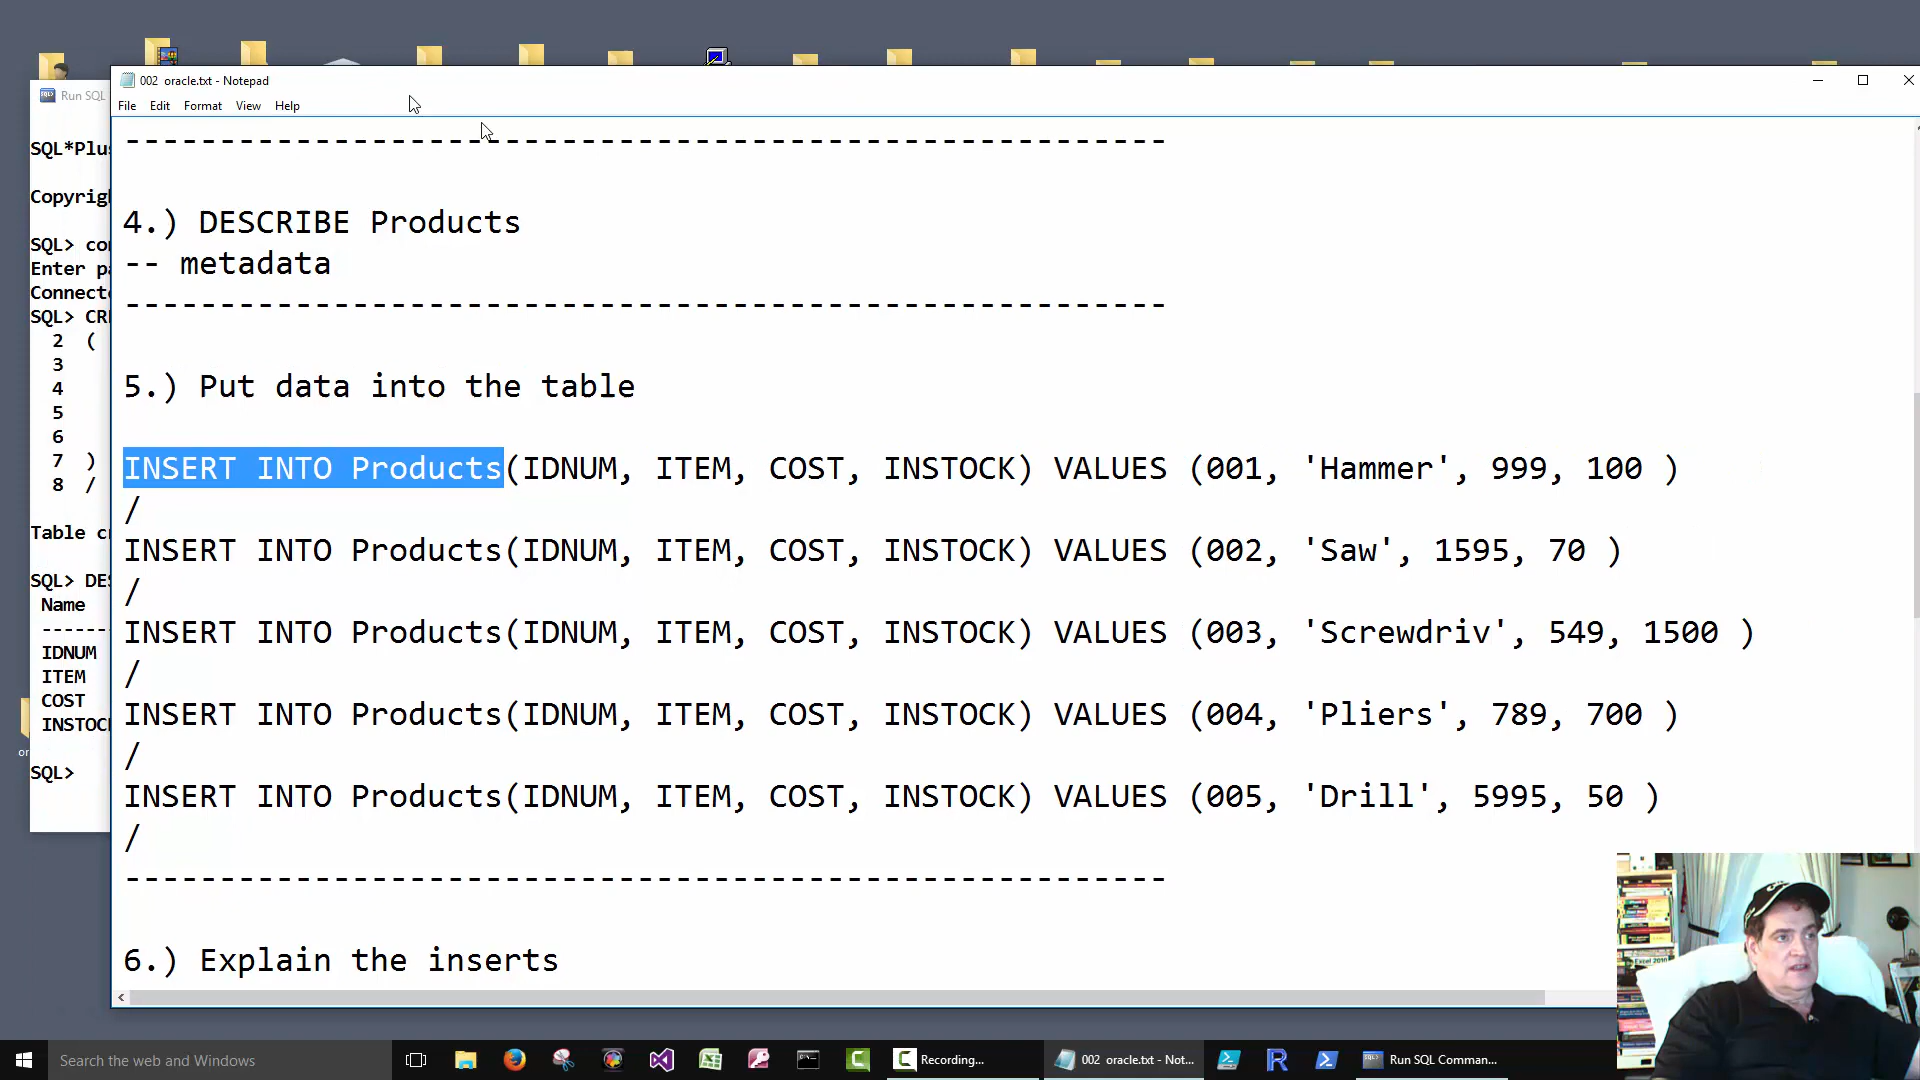 002 oracle.txt - Notepad
File Edit Format View Help
----------------------------------------------------
4.) DESCRIBE Products
-- metadata
----------------------------------------------------
5.) Put data into the table
INSERT INTO Products(IDNUM, ITEM, COST, INSTOCK) VALUES (001, 'Hammer', 999, 100 )
/
INSERT INTO Products(IDNUM, ITEM, COST, INSTOCK) VALUES (002, 'Saw', 1595, 70 )
/
INSERT INTO Products(IDNUM, ITEM, COST, INSTOCK) VALUES (003, 'Screwdriv', 549, 1500 )
/
INSERT INTO Products(IDNUM, ITEM, COST, INSTOCK) VALUES (004, 'Pliers', 789, 700 )
/
INSERT INTO Products(IDNUM, ITEM, COST, INSTOCK) VALUES (005, 'Drill', 5995, 50 )
/
----------------------------------------------------
6.) Explain the inserts
Run SQL
SQL*Plu
Copyrig
SQL> co
Enter p
Connect
SQL> CR
2 (
3
4
5
6
7 )
8 /
Table c
SQL> DE
Name
IDNUM
ITEM
COST
INSTOC
SQL>
Excel 2010
Search the web and Windows
Recording...
002 oracle.txt - Not...
Run SQL Comman...